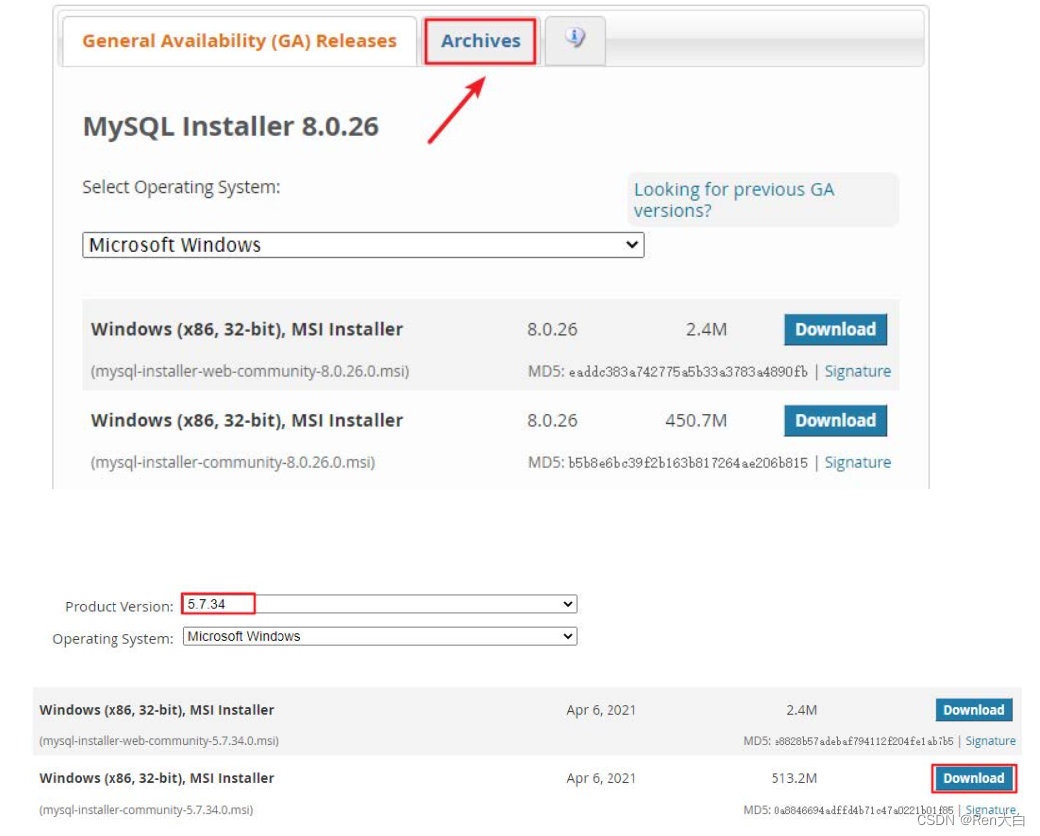 General Availability (GA) Releases Archives
MySQL Installer 8.0.26
Select Operating System:
Looking for previous GA
versions?
Microsoft Windows
Windows (x86, 32-bit), MSI Installer 8.0.26 2.4M Download
(mysql-installer-web-community-8.0.26.0.msi) MD5: eaddc383a742775a5b33a3783a4890fb | Signature
Windows (x86, 32-bit), MSI Installer 8.0.26 450.7M Download
(mysql-installer-community-8.0.26.0.msi) MD5: b5b8e6bc39f2b163b817264ae206b815 | Signature
Product Version: 5.7.34
Operating System: Microsoft Windows
Windows (x86, 32-bit), MSI Installer Apr 6, 2021 2.4M Download
(mysql-installer-web-community-5.7.34.0.msi) MD5: | Signature
Windows (x86, 32-bit), MSI Installer Apr 6, 2021 513.2M Download
(mysql-installer-community-5.7.34.0.msi) MD5: 0a8846694adffd4b71c47a0221b01f85 | Signature
CSDN @Ren大白